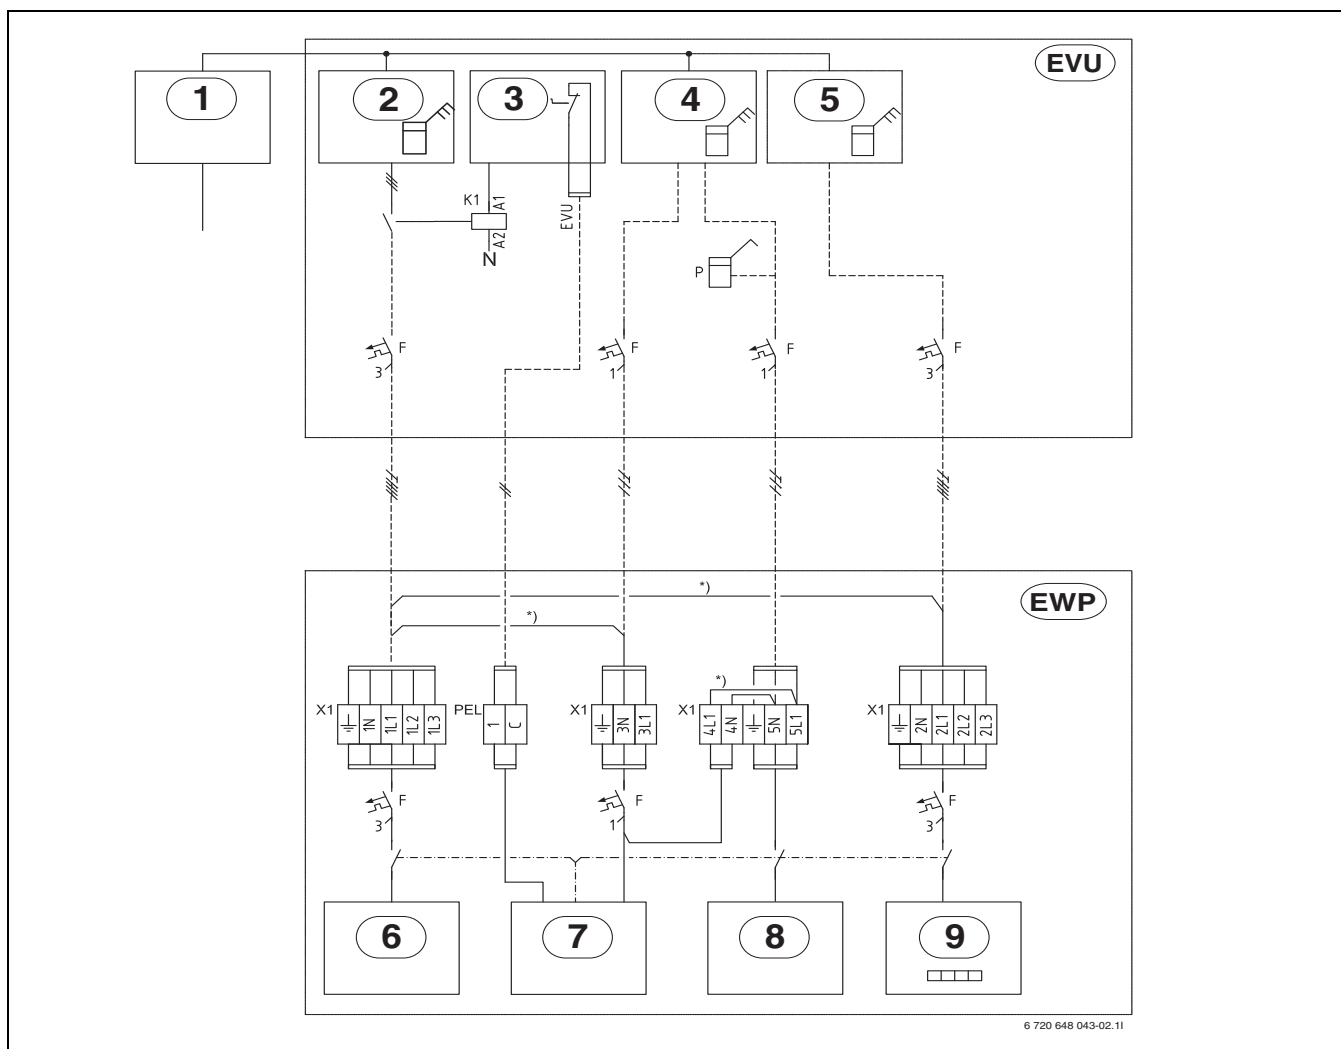 EVU
1
2
3
4
5
K1
A1
A2
N
EVU
P
F
3
F
1
F
1
F
3
EWP
*)
*)
*)
X1
1N
1L1
1L2
1L3
PEL
1
C
X1
3N
3L1
X1
4L1
4N
5N
5L1
X1
2N
2L1
2L2
2L3
F
3
F
1
F
3
6
7
8
9
6 720 648 043-02.1I